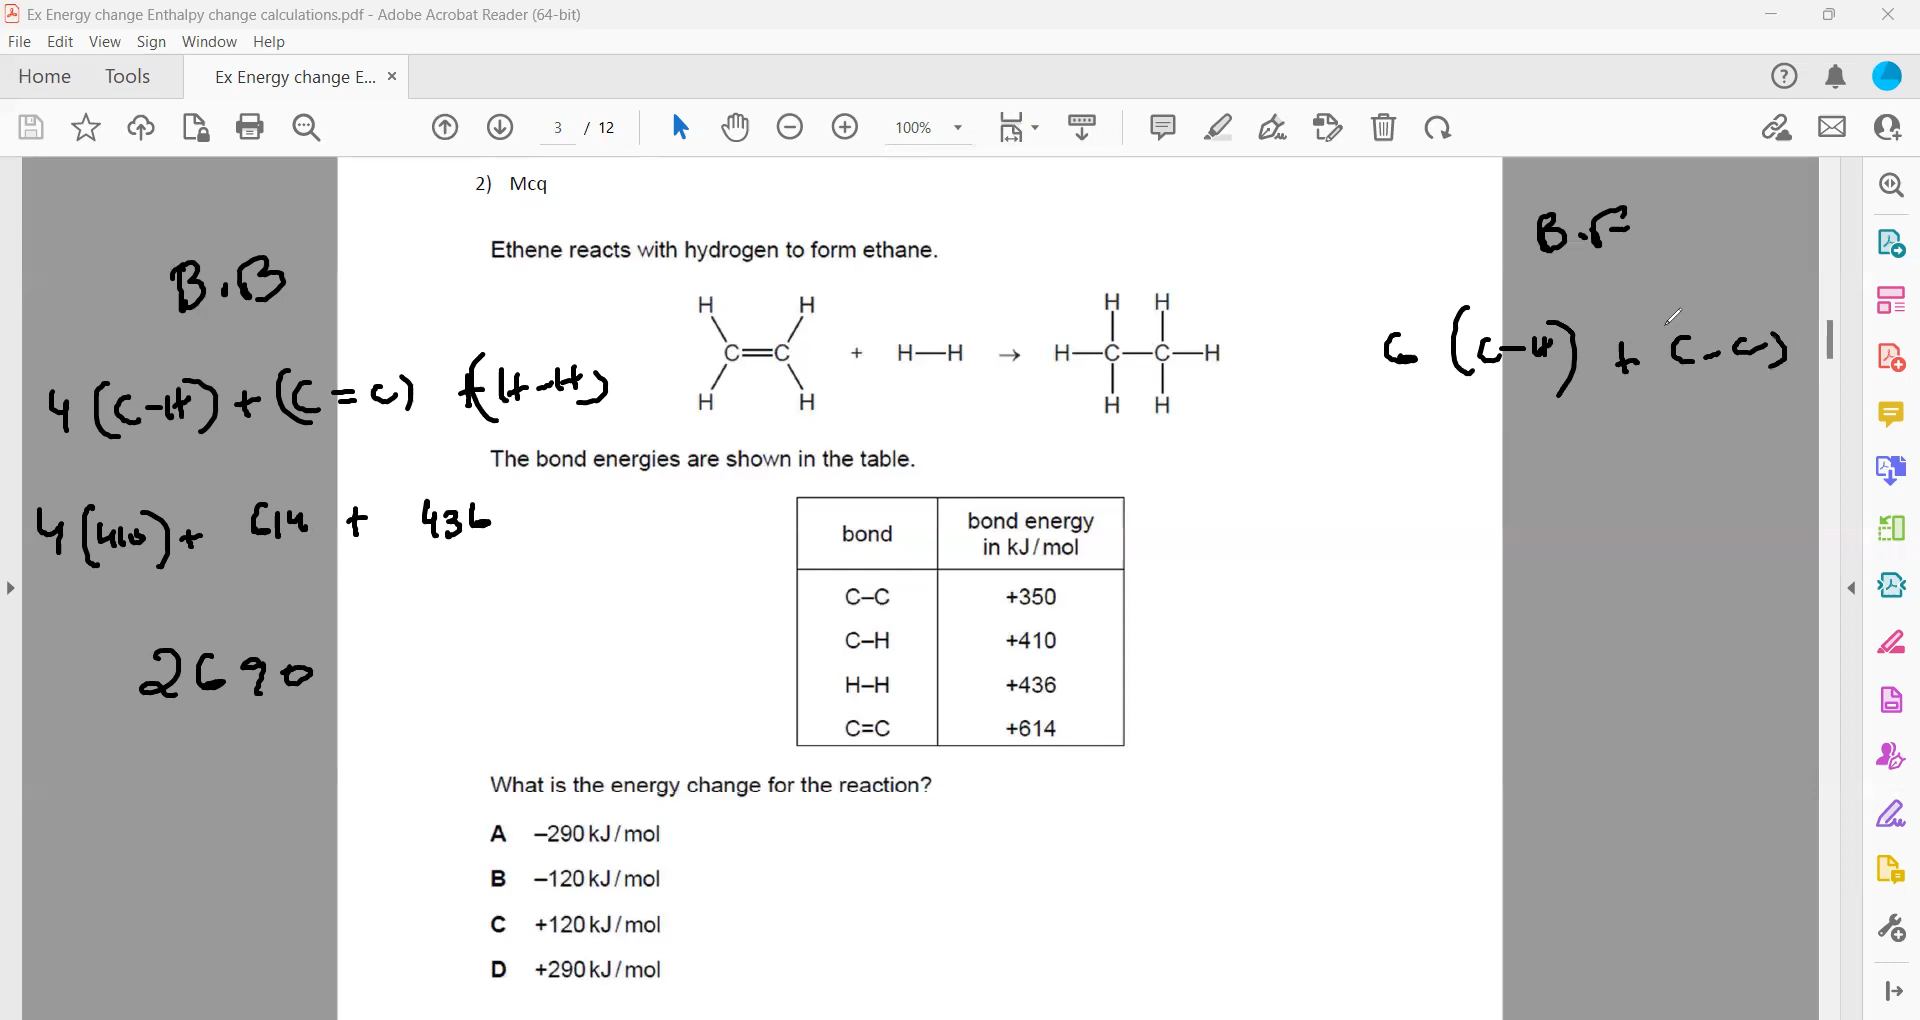 Ex Energy change Enthalpy change calculations.pdf - Adobe Acrobat Reader (64-bit)
File Edit View Sign Window Help
Home Tools Ex Energy change E... ×
3 / 12 100%
2) Mcq
Ethene reacts with hydrogen to form ethane.
H H H H
C=C + H—H → H—C—C—H
H H H H
B.B
4 (C-H) + (C = C) + (H-H)
4 (410) + 614 + 436
2690
B.F
6 (C-H) + C-C)
The bond energies are shown in the table.
bond bond energy in kJ/mol
C–C +350
C–H +410
H–H +436
C=C +614
What is the energy change for the reaction?
A –290 kJ/mol
B –120 kJ/mol
C +120 kJ/mol
D +290 kJ/mol